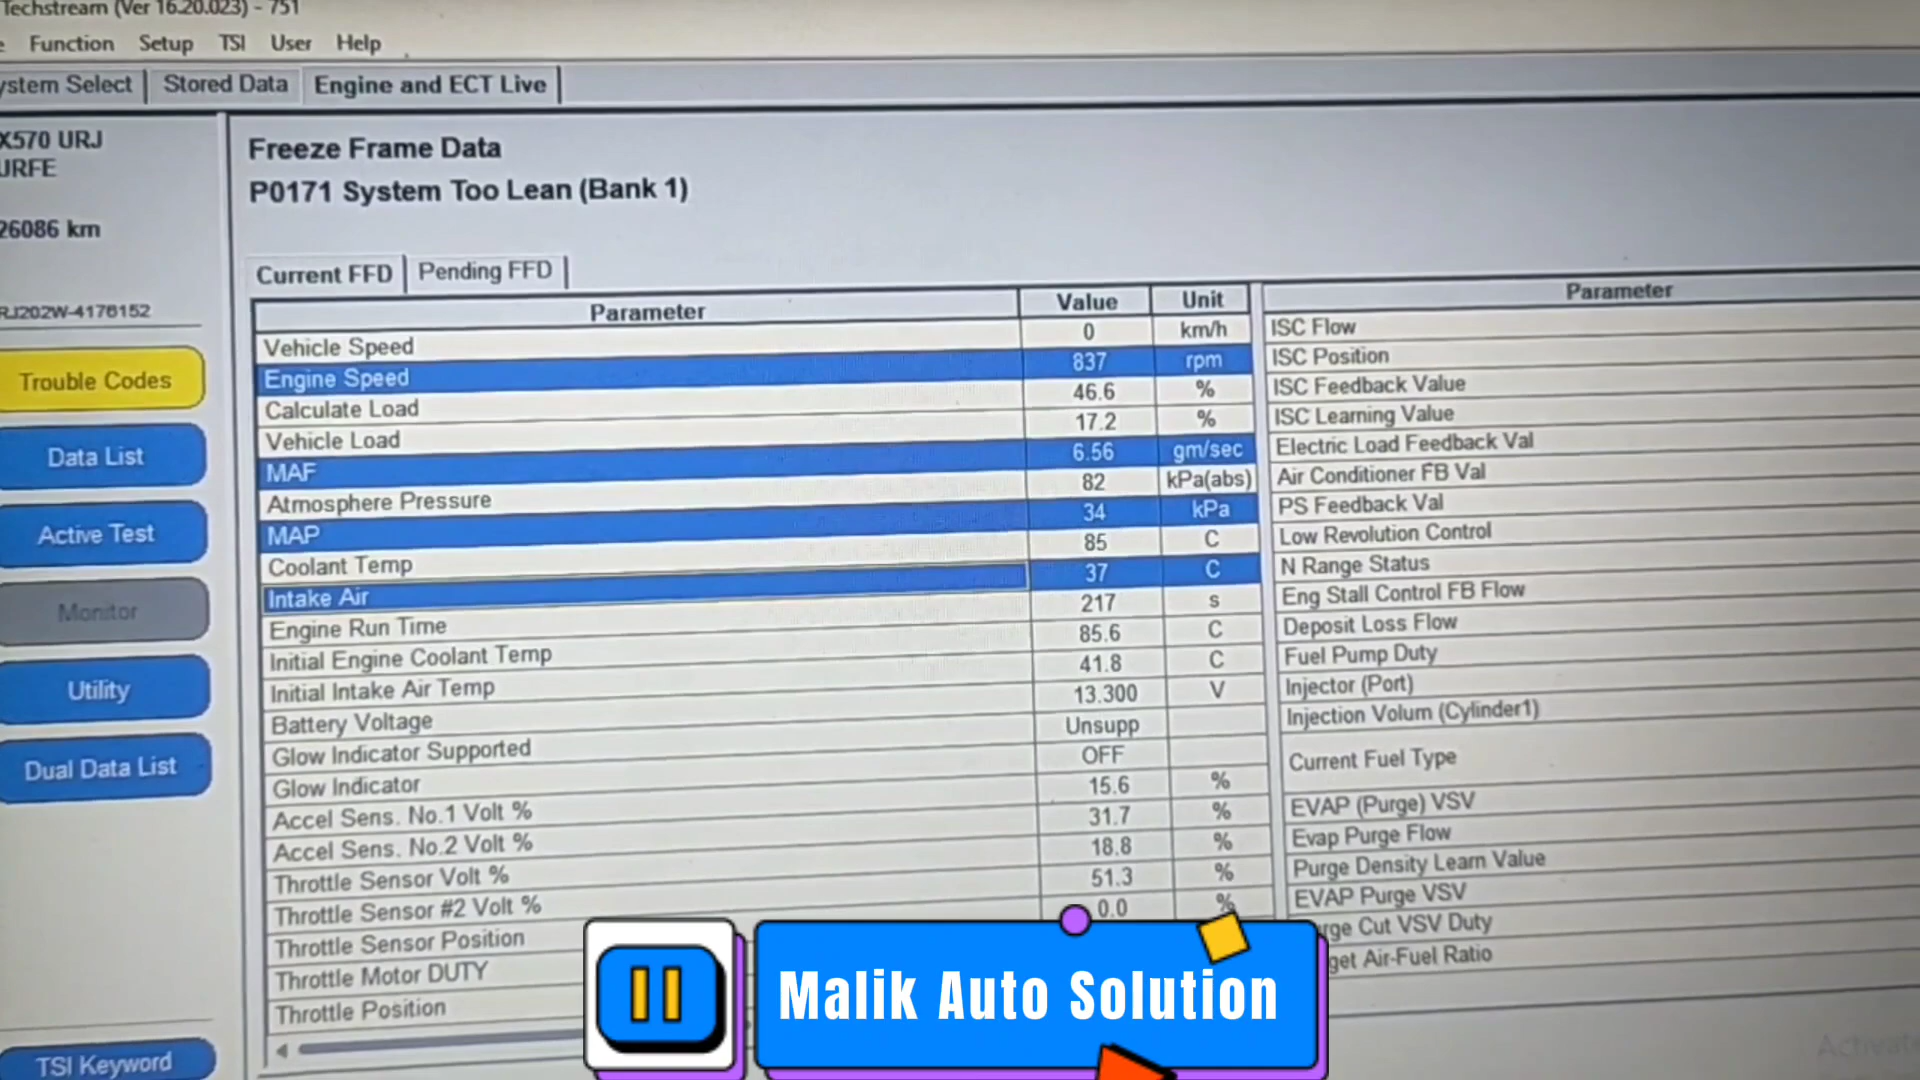 Techstream (Ver 16.20.023) - 751
Function Setup TSI User Help
ystem Select Stored Data Engine and ECT Live
X570 URJ
URFE
26086 km
RJ202W-4176152
Trouble Codes
Data List
Active Test
Monitor
Utility
Dual Data List
TSI Keyword
Freeze Frame Data
P0171 System Too Lean (Bank 1)
Current FFD Pending FFD
Parameter Value Unit
Vehicle Speed 0 km/h
Engine Speed 837 rpm
Calculate Load 46.6 %
Vehicle Load 17.2 %
MAF 6.56 gm/sec
Atmosphere Pressure 82 kPa(abs)
MAP 34 kPa
Coolant Temp 85 C
Intake Air 37 C
Engine Run Time 217 s
Initial Engine Coolant Temp 85.6 C
Initial Intake Air Temp 41.8 C
Battery Voltage 13.300 V
Glow Indicator Supported Unsupp
Glow Indicator OFF
Accel Sens. No.1 Volt % 15.6 %
Accel Sens. No.2 Volt % 31.7 %
Throttle Sensor Volt % 18.8 %
Throttle Sensor #2 Volt % 51.3 %
Throttle Sensor Position 0.0 %
Throttle Motor DUTY
Throttle Position
Parameter
ISC Flow
ISC Position
ISC Feedback Value
ISC Learning Value
Electric Load Feedback Val
Air Conditioner FB Val
PS Feedback Val
Low Revolution Control
N Range Status
Eng Stall Control FB Flow
Deposit Loss Flow
Fuel Pump Duty
Injector (Port)
Injection Volum (Cylinder1)
Current Fuel Type
EVAP (Purge) VSV
Evap Purge Flow
Purge Density Learn Value
EVAP Purge VSV
rge Cut VSV Duty
get Air-Fuel Ratio
Malik Auto Solution
Activat